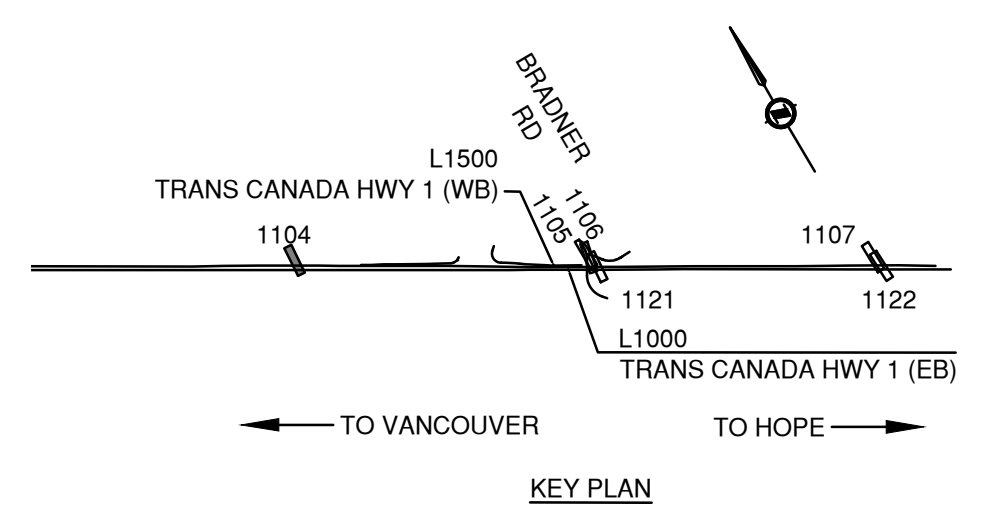 BRADNER
RD
L1500
TRANS CANADA HWY 1 (WB)
1104
1105
1106
1107
1121
1122
L1000
TRANS CANADA HWY 1 (EB)
TO VANCOUVER
TO HOPE
KEY PLAN